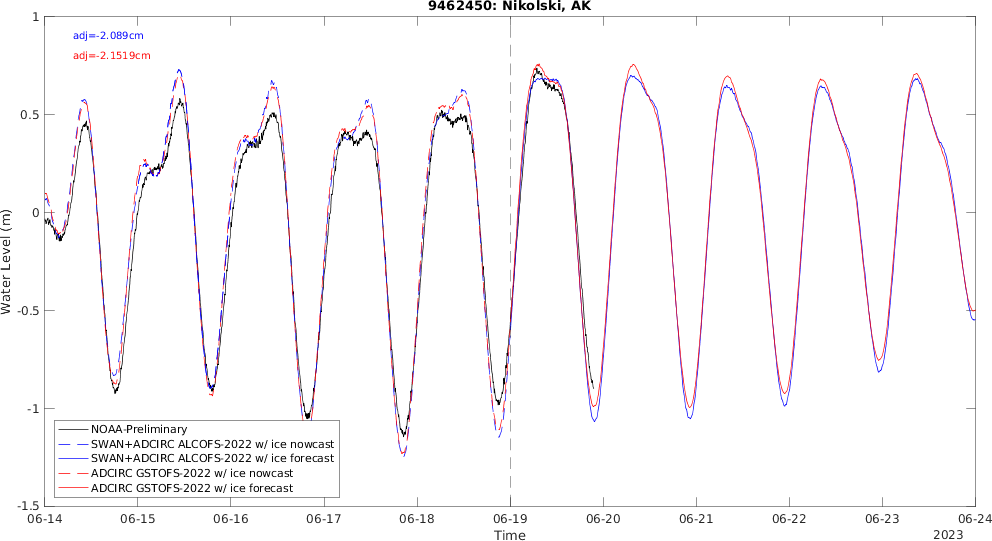 9462450: Nikolski, AK
adj=-2.089cm
adj=-2.1519cm
1
0.5
0
-0.5
-1
-1.5
Water Level (m)
NOAA-Preliminary
SWAN+ADCIRC ALCOFS-2022 w/ ice nowcast
SWAN+ADCIRC ALCOFS-2022 w/ ice forecast
ADCIRC GSTOFS-2022 w/ ice nowcast
ADCIRC GSTOFS-2022 w/ ice forecast
06-14 06-15 06-16 06-17 06-18 06-19 06-20 06-21 06-22 06-23 06-24
Time
2023